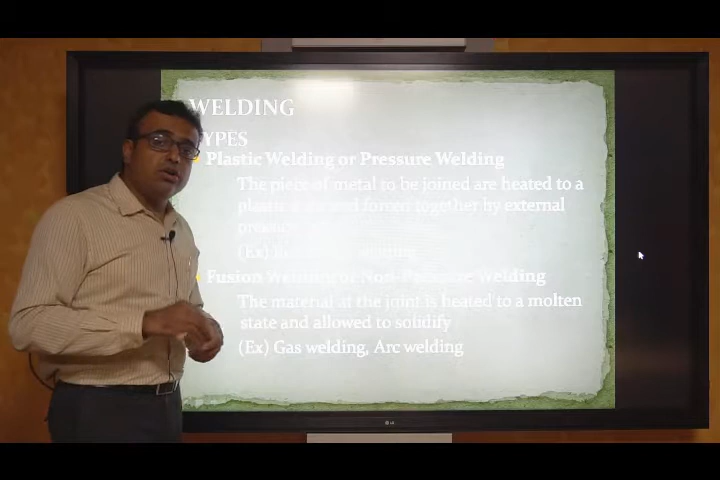 WELDING
YPES
Plastic Welding or Pressure Welding
The piece of metal to be joined are heated to a
plastic state and forced together by external
pressure
(Ex) welding
Fusion Welding or Non-Pressure Welding
The material at the joint is heated to a molten
state and allowed to solidify
(Ex) Gas welding, Arc welding
LG